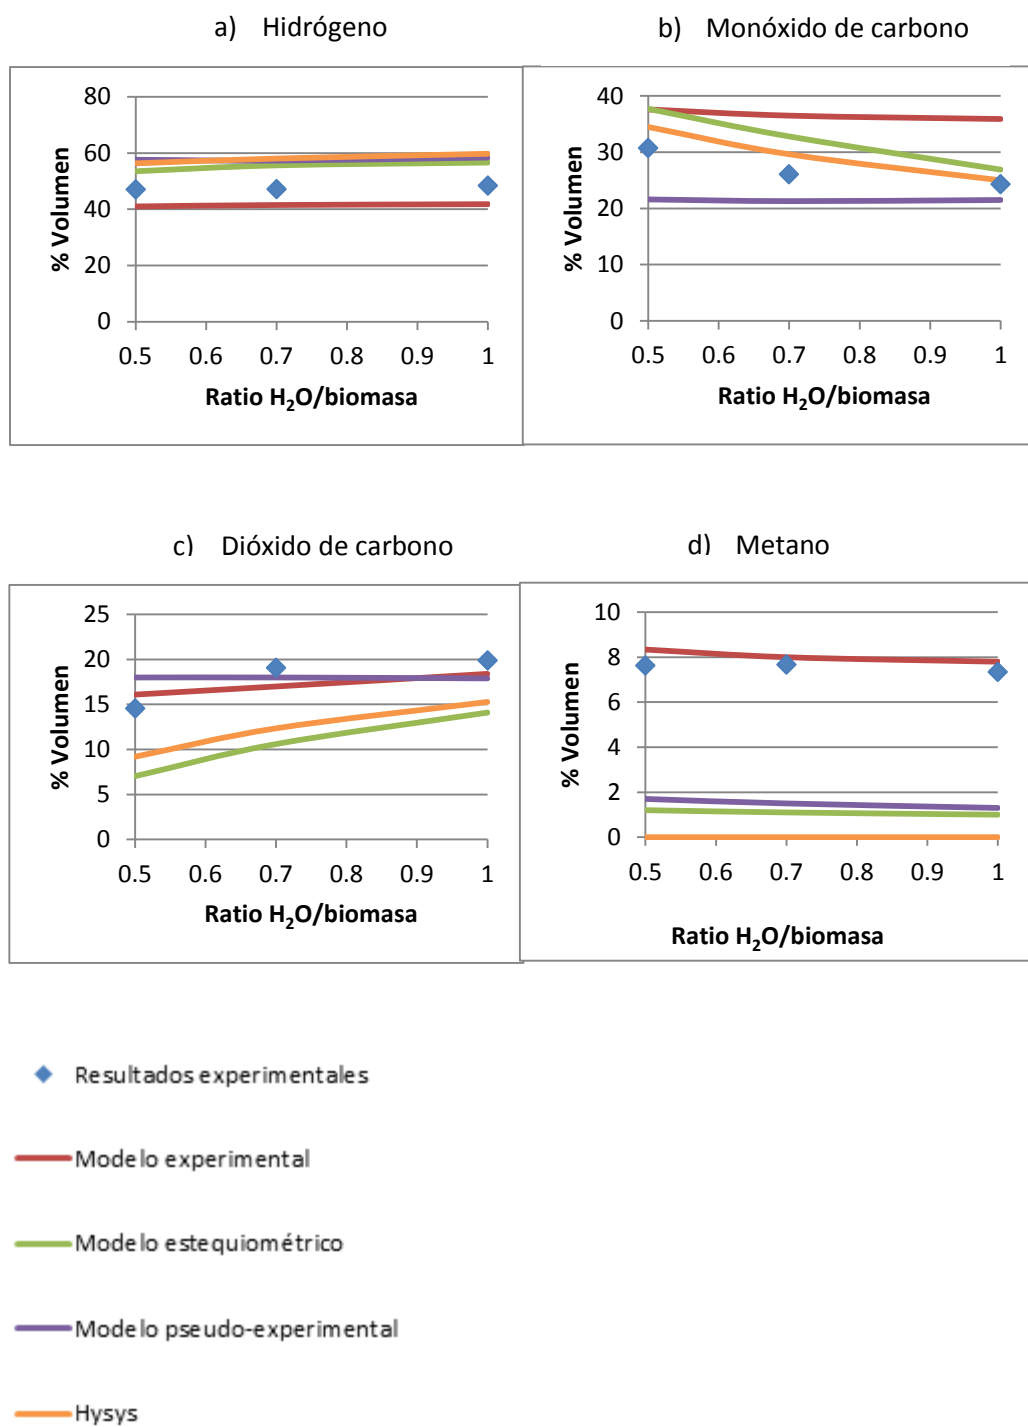 a) Hidrógeno
80
60
40
20
0
% Volumen
0.5 0.6 0.7 0.8 0.9 1
Ratio H₂O/biomasa
b) Monóxido de carbono
40
30
20
10
0
% Volumen
0.5 0.6 0.7 0.8 0.9 1
Ratio H₂O/biomasa
c) Dióxido de carbono
25
20
15
10
5
0
% Volumen
0.5 0.6 0.7 0.8 0.9 1
Ratio H₂O/biomasa
d) Metano
10
8
6
4
2
0
% Volumen
0.5 0.6 0.7 0.8 0.9 1
Ratio H₂O/biomasa
Resultados experimentales
Modelo experimental
Modelo estequiométrico
Modelo pseudo-experimental
Hysys